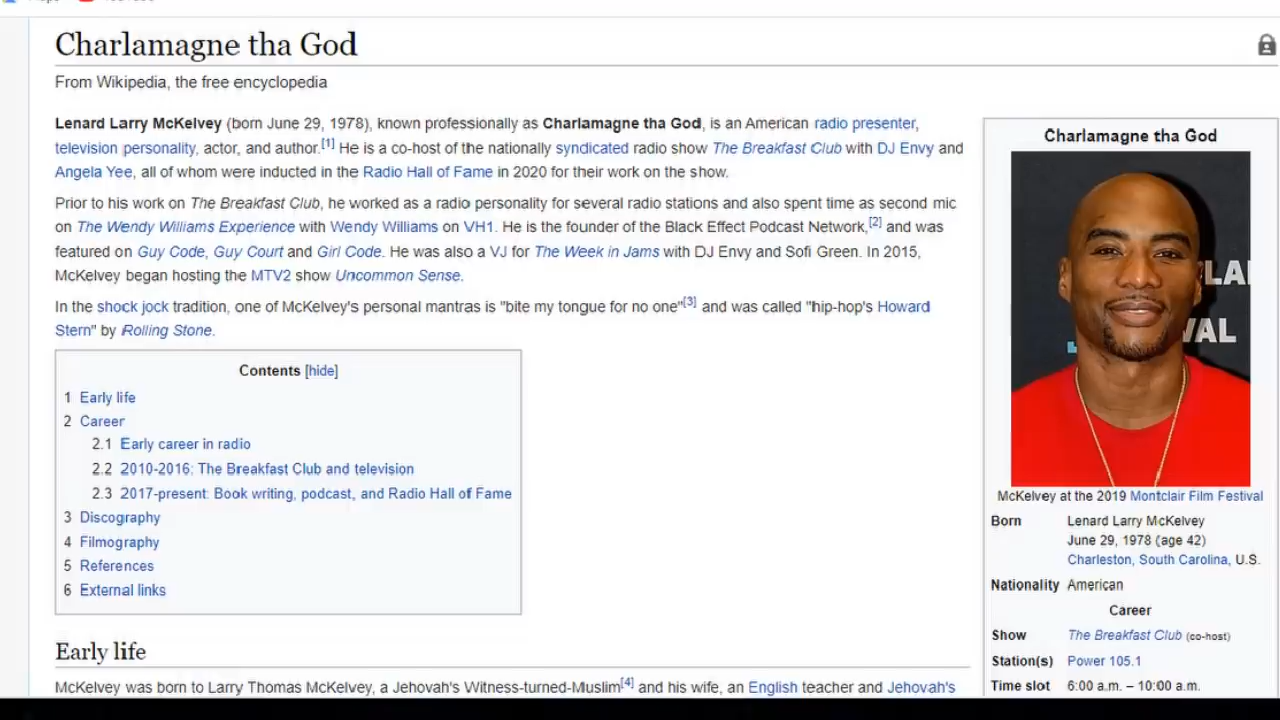 Charlamagne tha God
From Wikipedia, the free encyclopedia
Lenard Larry McKelvey (born June 29, 1978), known professionally as Charlamagne tha God, is an American radio presenter,
television personality, actor, and author.[1] He is a co-host of the nationally syndicated radio show The Breakfast Club with DJ Envy and
Angela Yee, all of whom were inducted in the Radio Hall of Fame in 2020 for their work on the show.
Prior to his work on The Breakfast Club, he worked as a radio personality for several radio stations and also spent time as second mic
on The Wendy Williams Experience with Wendy Williams on VH1. He is the founder of the Black Effect Podcast Network,[2] and was
featured on Guy Code, Guy Court and Girl Code. He was also a VJ for The Week in Jams with DJ Envy and Sofi Green. In 2015,
McKelvey began hosting the MTV2 show Uncommon Sense.
In the shock jock tradition, one of McKelvey's personal mantras is "bite my tongue for no one"[3] and was called "hip-hop's Howard
Stern" by Rolling Stone.
Contents [hide]
1 Early life
2 Career
2.1 Early career in radio
2.2 2010-2016: The Breakfast Club and television
2.3 2017-present: Book writing, podcast, and Radio Hall of Fame
3 Discography
4 Filmography
5 References
6 External links
Early life
McKelvey was born to Larry Thomas McKelvey, a Jehovah's Witness-turned-Muslim[4] and his wife, an English teacher and Jehovah's
Charlamagne tha God
McKelvey at the 2019 Montclair Film Festival
Born Lenard Larry McKelvey
June 29, 1978 (age 42)
Charleston, South Carolina, U.S.
Nationality American
Career
Show The Breakfast Club (co-host)
Station(s) Power 105.1
Time slot 6:00 a.m. – 10:00 a.m.